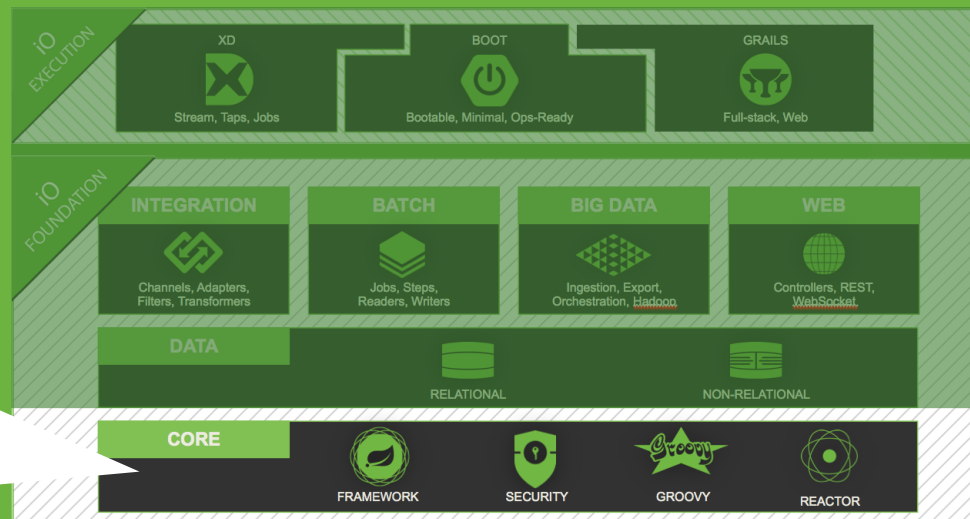 iO
EXECUTION
XD
Stream, Taps, Jobs
BOOT
Bootable, Minimal, Ops-Ready
GRAILS
Full-stack, Web
iO
FOUNDATION
INTEGRATION
Channels, Adapters,
Filters, Transformers
BATCH
Jobs, Steps,
Readers, Writers
BIG DATA
Ingestion, Export,
Orchestration, Hadoop
WEB
Controllers, REST,
WebSocket
DATA
RELATIONAL
NON-RELATIONAL
CORE
FRAMEWORK
SECURITY
Groovy
GROOVY
REACTOR